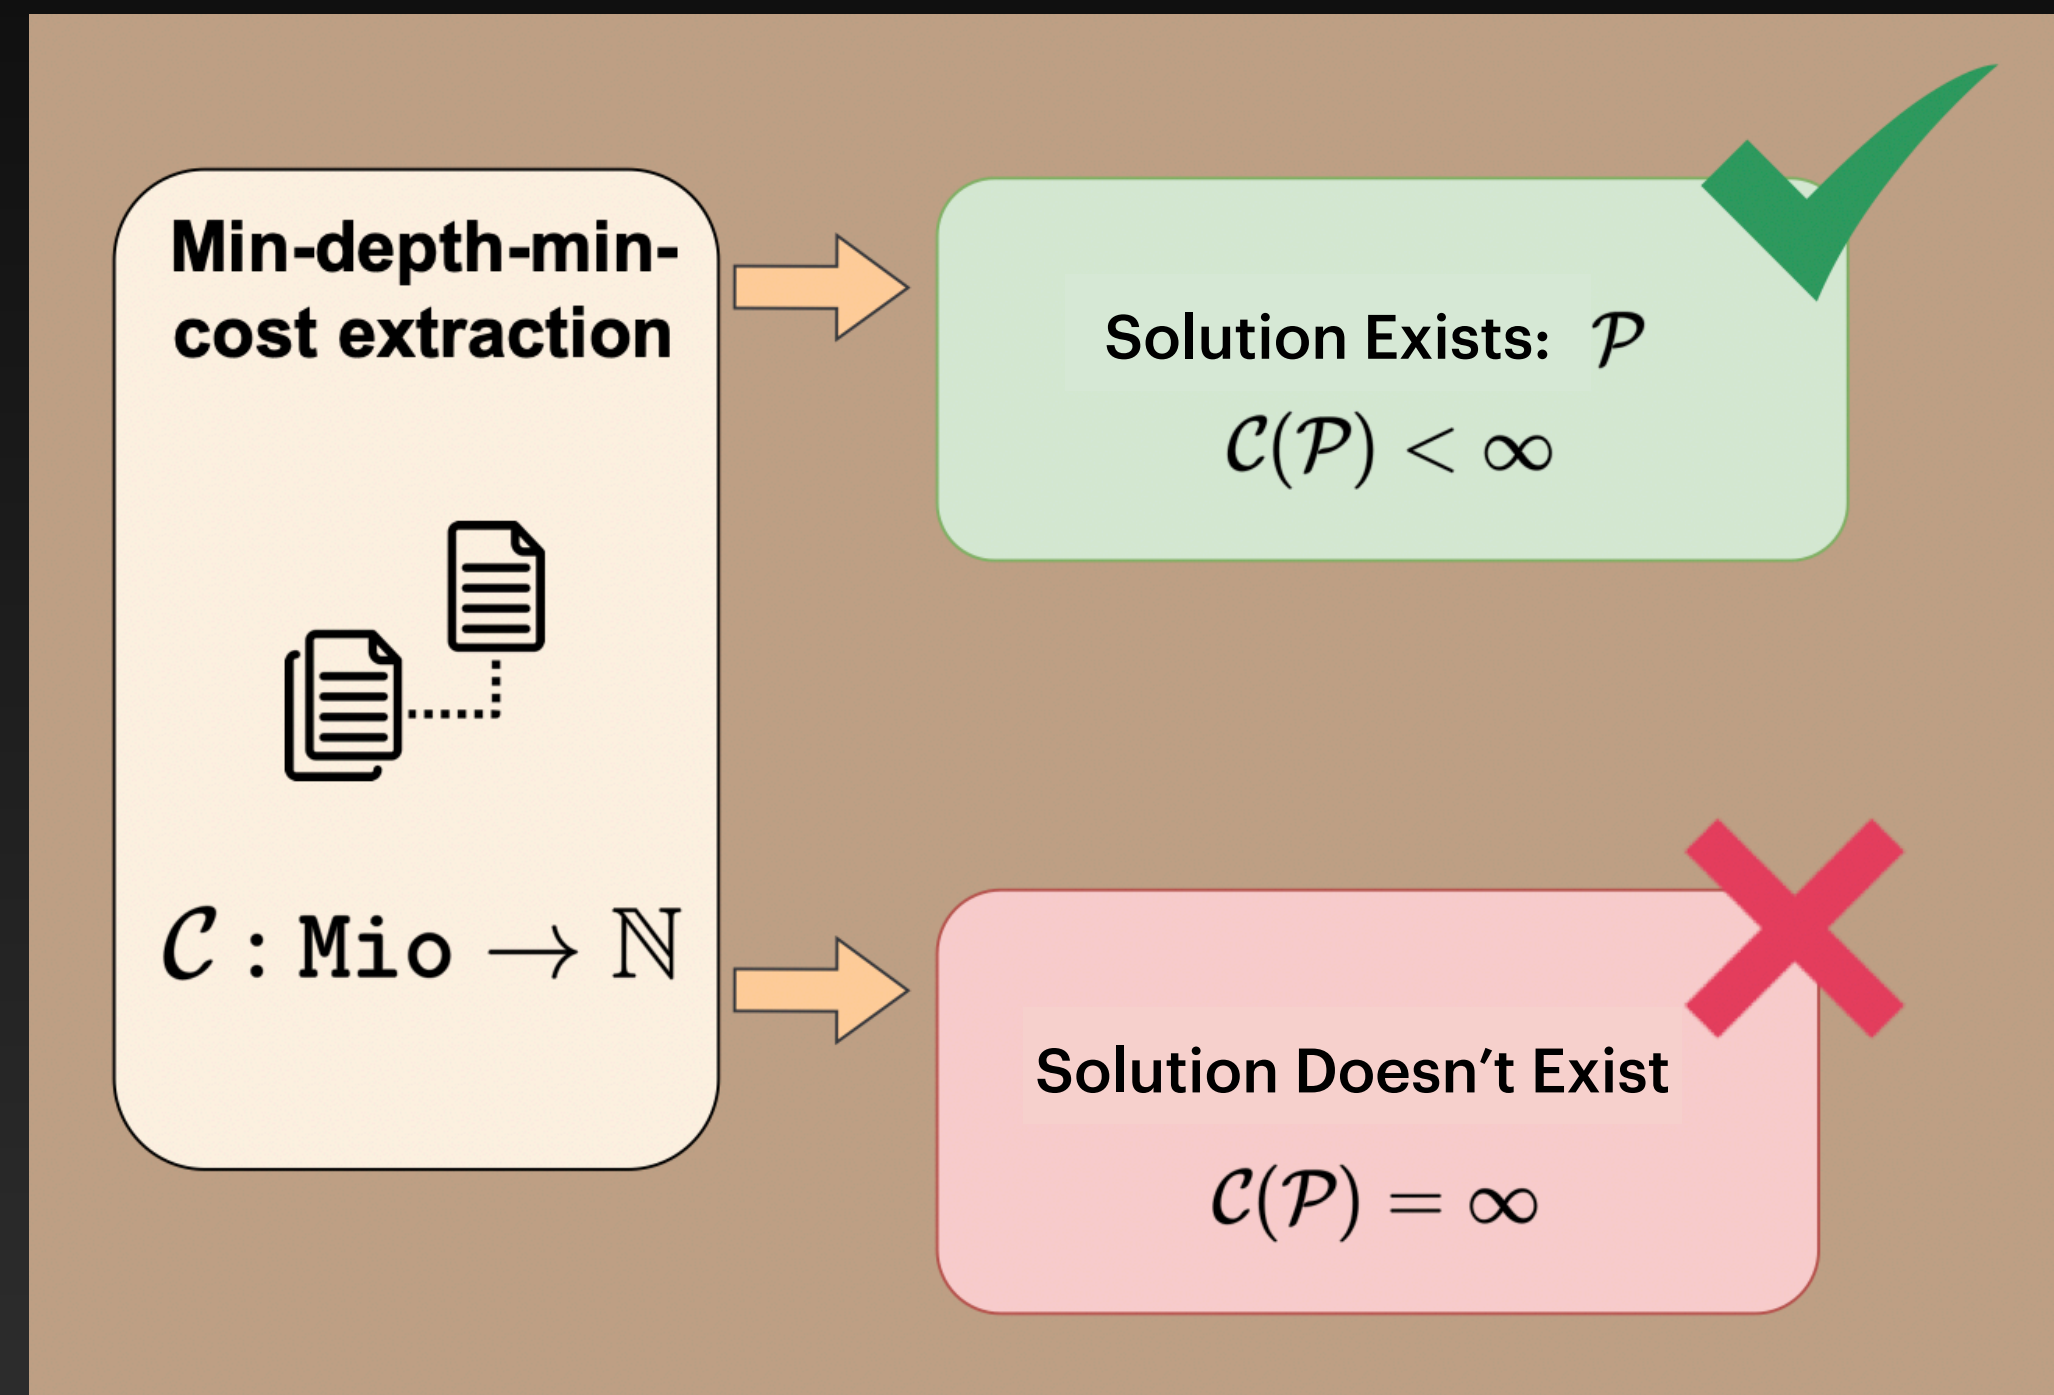 Min-depth-min-
cost extraction
𝒞 : Mio → ℕ
Solution Exists: 𝒫
𝒞(𝒫) < ∞
Solution Doesn’t Exist
𝒞(𝒫) = ∞